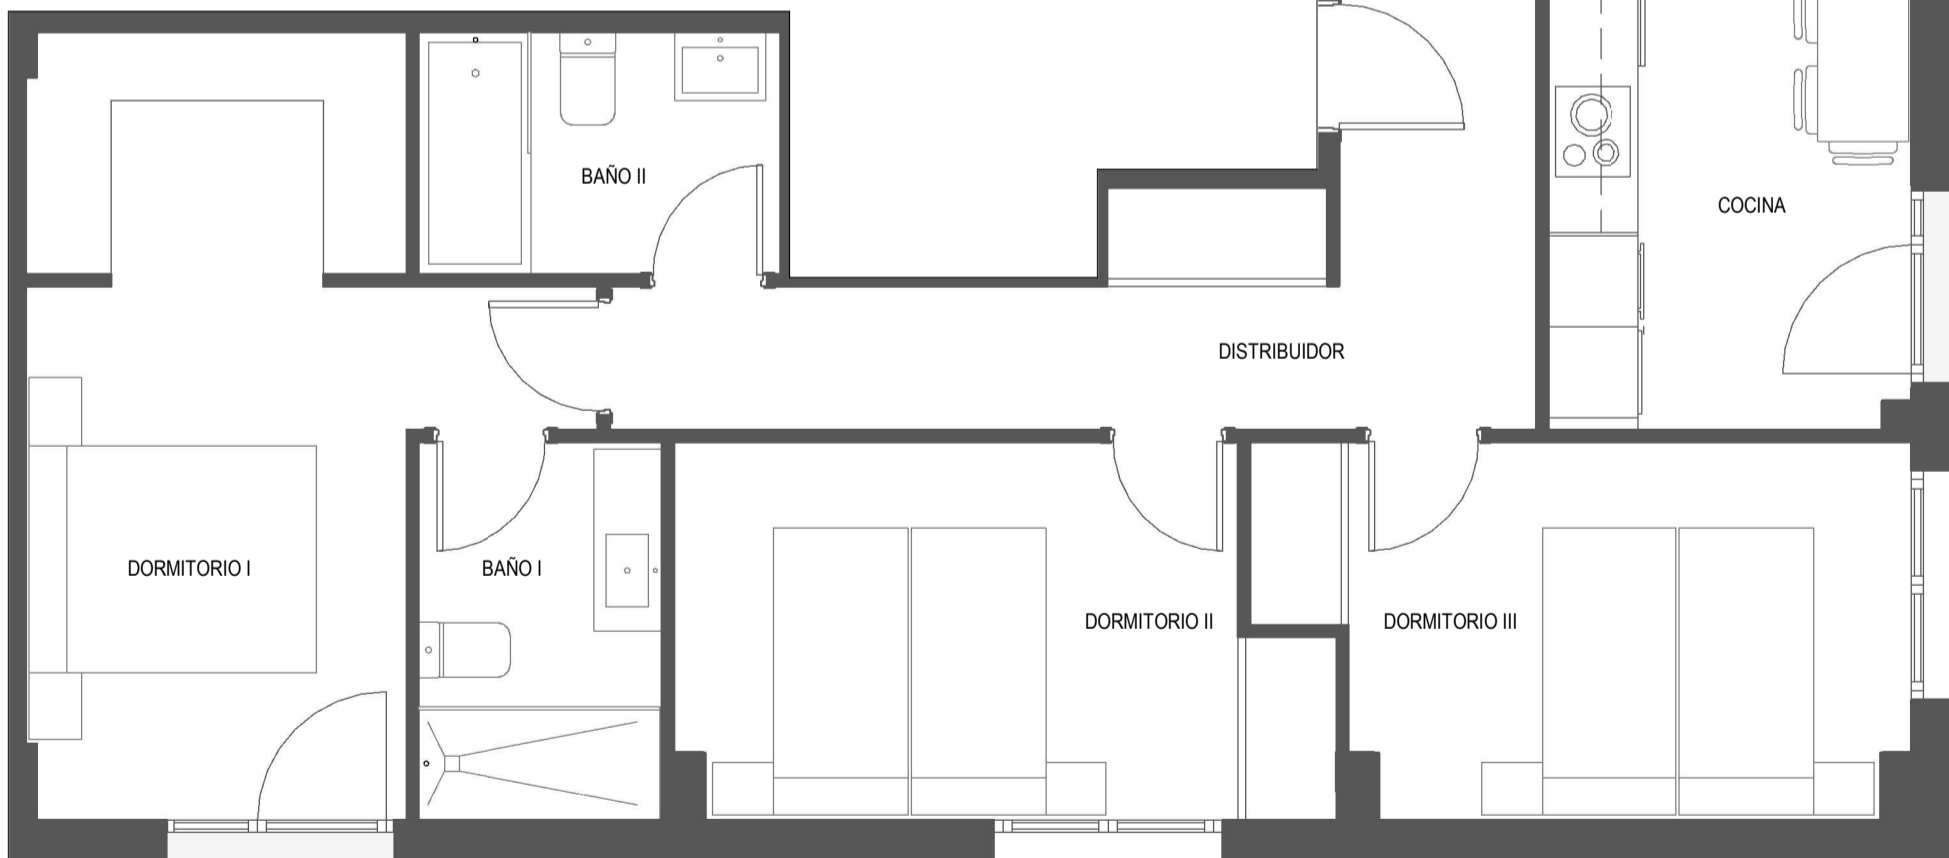 BAÑO II
COCINA
DISTRIBUIDOR
DORMITORIO I
BAÑO I
DORMITORIO II
DORMITORIO III